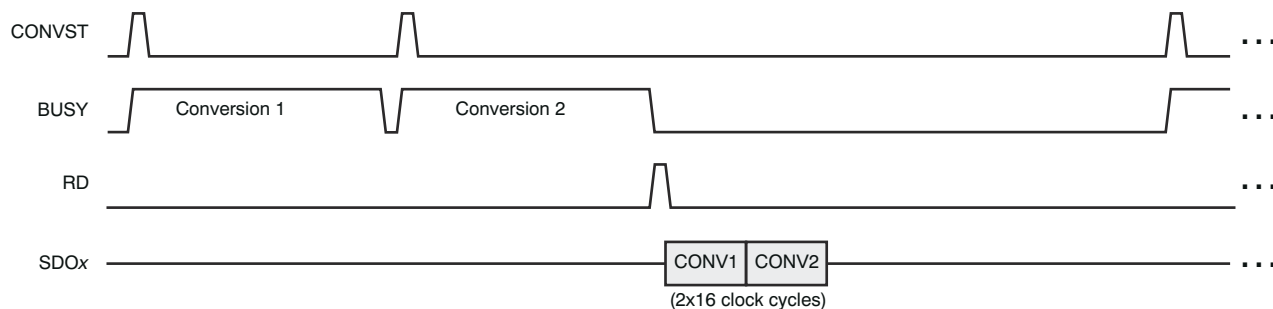 CONVST
...
BUSY
Conversion 1
Conversion 2
...
RD
...
SDOx
CONV1
CONV2
...
(2x16 clock cycles)